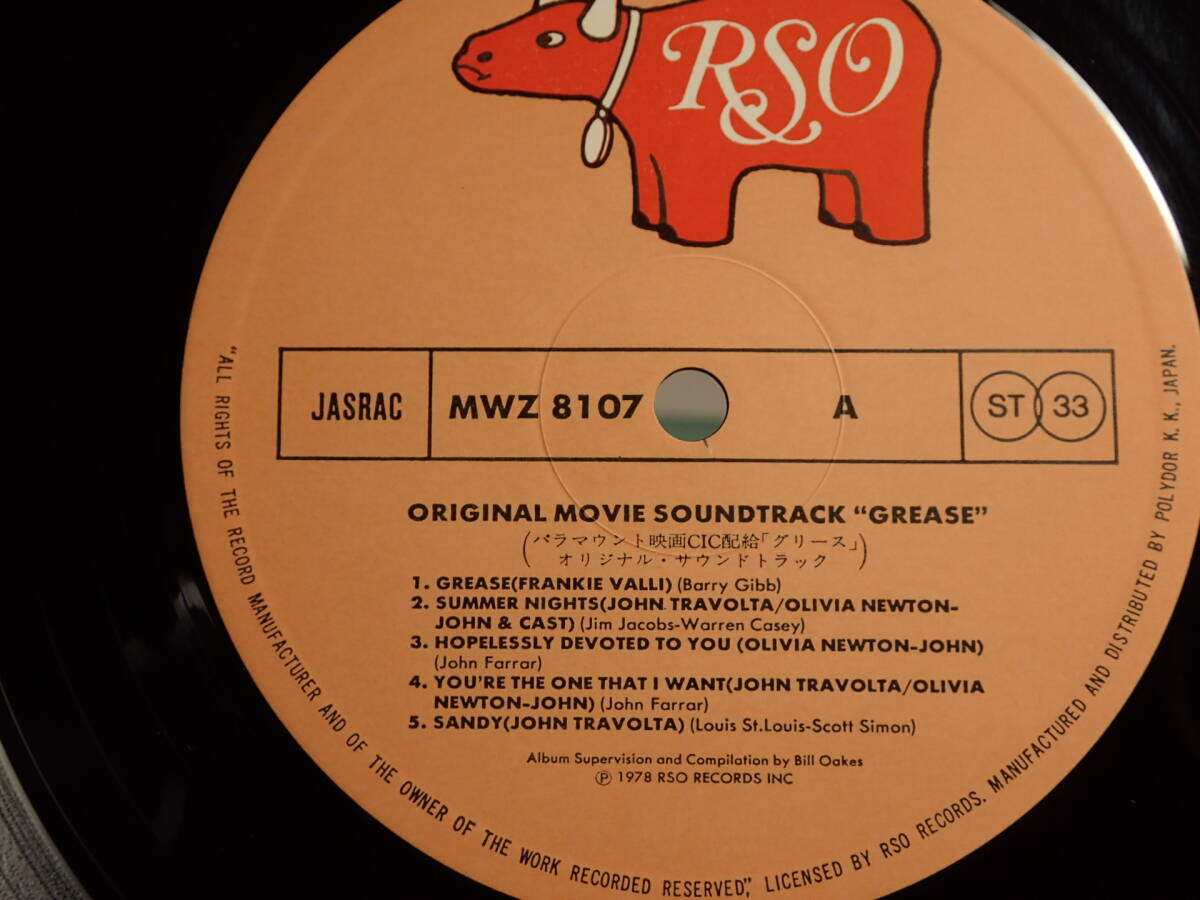 RSO
JASRAC
MWZ 8107
A
ST 33
ORIGINAL MOVIE SOUNDTRACK “GREASE”
(パラマウント映画CIC配給「グリース」
オリジナル・サウンドトラック)
1. GREASE(FRANKIE VALLI) (Barry Gibb)
2. SUMMER NIGHTS(JOHN TRAVOLTA/OLIVIA NEWTON-
JOHN & CAST) (Jim Jacobs-Warren Casey)
3. HOPELESSLY DEVOTED TO YOU (OLIVIA NEWTON-JOHN)
(John Farrar)
4. YOU'RE THE ONE THAT I WANT(JOHN TRAVOLTA/OLIVIA
NEWTON-JOHN) (John Farrar)
5. SANDY(JOHN TRAVOLTA) (Louis St.Louis-Scott Simon)
Album Supervision and Compilation by Bill Oakes
Ⓟ 1978 RSO RECORDS INC
“ALL RIGHTS OF THE RECORD MANUFACTURER AND OF THE OWNER OF THE WORK RECORDED RESERVED”, LICENSED BY RSO RECORDS. MANUFACTURED AND DISTRIBUTED BY POLYDOR K. K., JAPAN.